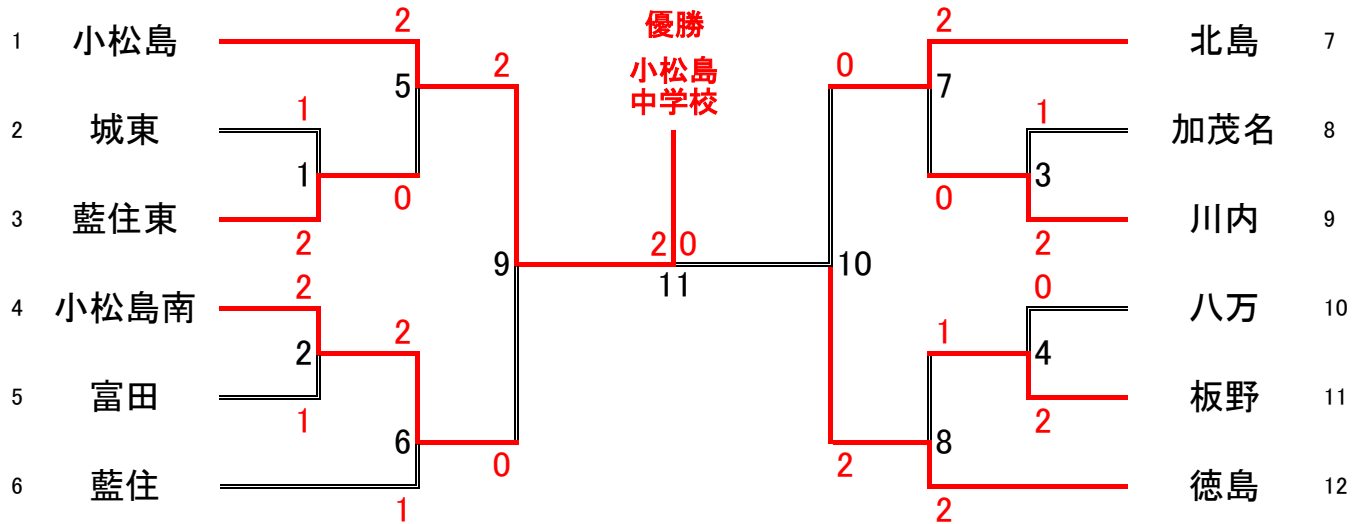 優勝
小松島
中学校
1 小松島 2
5 2
2 城東 1
1 0
3 藍住東 2
4 小松島南 2
2 2
5 富田 1
6 0
6 藍住 1
9
2 0
11
10
2 北島 7
0 7
1 加茂名 8
0 3
2 川内 9
0 八万 10
1 4
2 板野 11
2 8
2 徳島 12